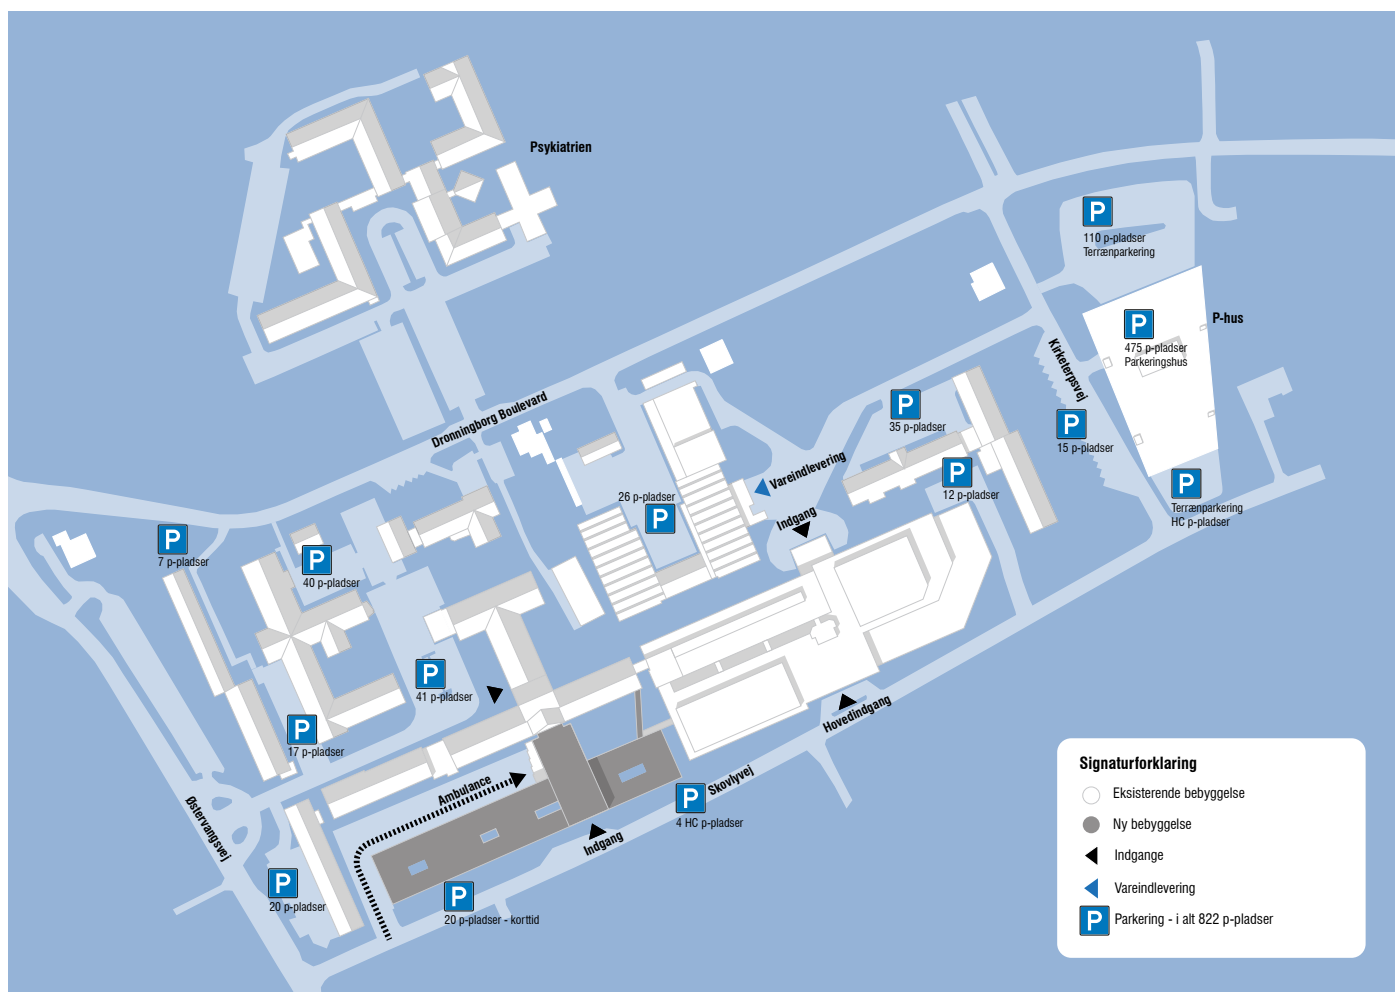 Psykiatrien
P
110 p-pladser
Terrænparkering
P-hus
P
475 p-pladser
Parkeringshus
Kirketerpsvej
Dronningborg Boulevard
P
35 p-pladser
P
15 p-pladser
Vareindlevering
P
12 p-pladser
P
Terrænparkering
HC p-pladser
26 p-pladser
P
Indgang
P
7 p-pladser
P
40 p-pladser
P
41 p-pladser
P
17 p-pladser
Hovedindgang
Ambulance
Skovlyvej
P
4 HC p-pladser
Østervangsvej
Indgang
P
20 p-pladser
P
20 p-pladser - korttid
Signaturforklaring
Eksisterende bebyggelse
Ny bebyggelse
Indgange
Vareindlevering
P Parkering - i alt 822 p-pladser